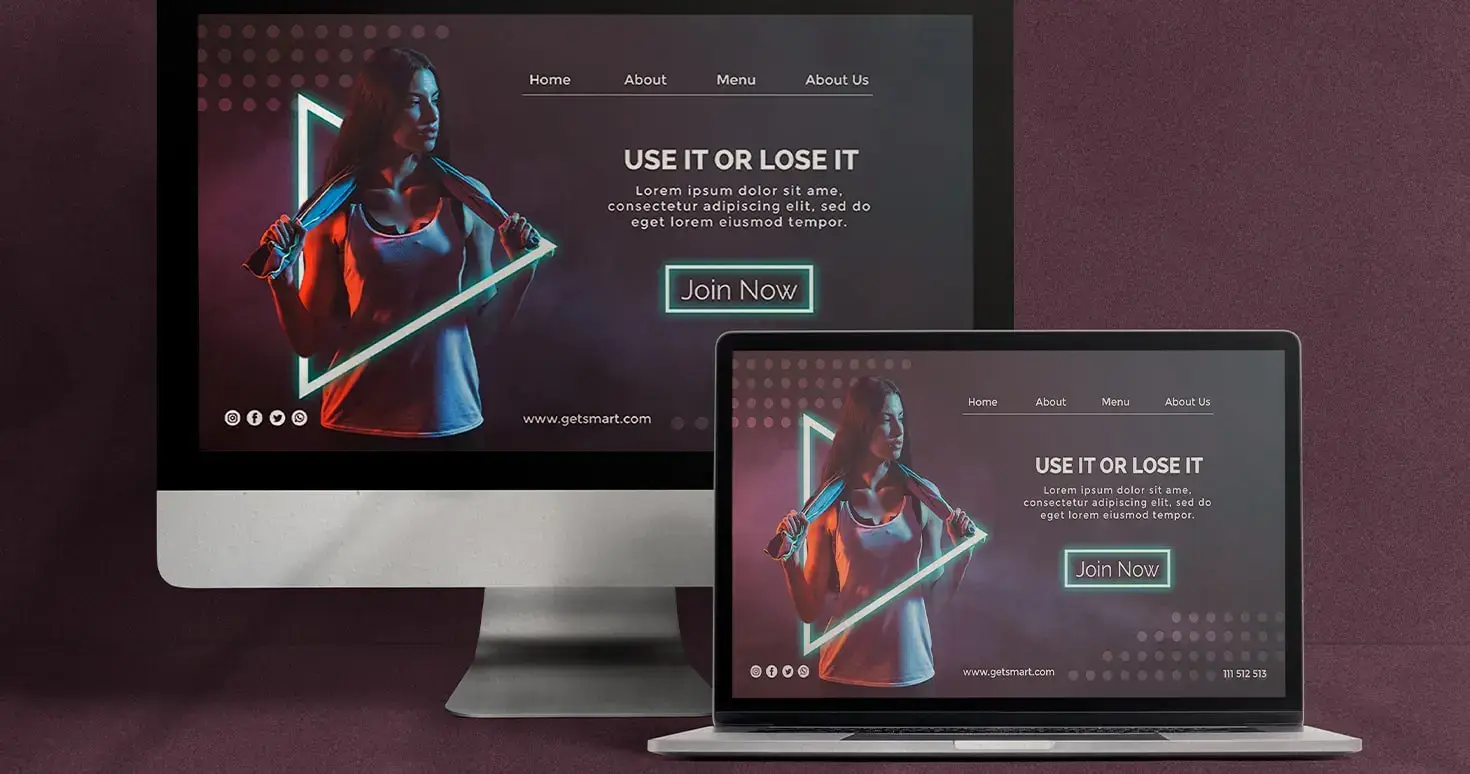 Home About Menu About Us
USE IT OR LOSE IT
Lorem ipsum dolor sit ame,
consectetur adipiscing elit, sed do
eget lorem eiusmod tempor.
Join Now
www.getsmart.com
Home About Menu About Us
USE IT OR LOSE IT
Lorem ipsum dolor sit ame,
consectetur adipiscing elit, sed do
eget lorem eiusmod tempor.
Join Now
www.getsmart.com 111 512 513